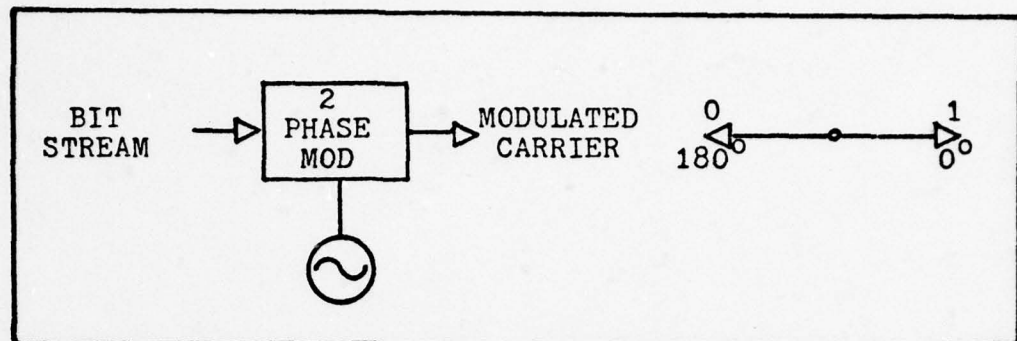 BIT
STREAM
2
PHASE
MOD
MODULATED
CARRIER
0
180°
1
0°